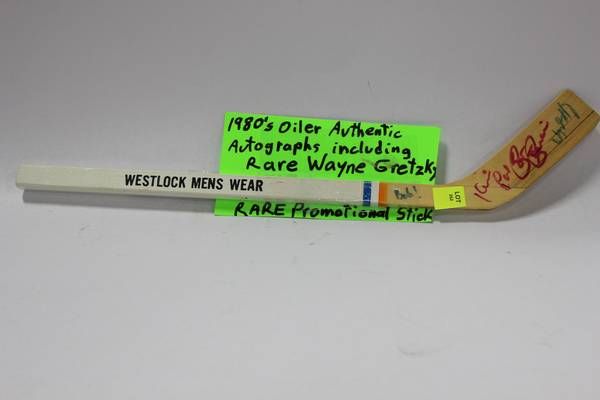 1980's Oiler Authentic
Autographs including
Rare Wayne Gretzky
WESTLOCK MENS WEAR
RARE Promotional Stick
LOT